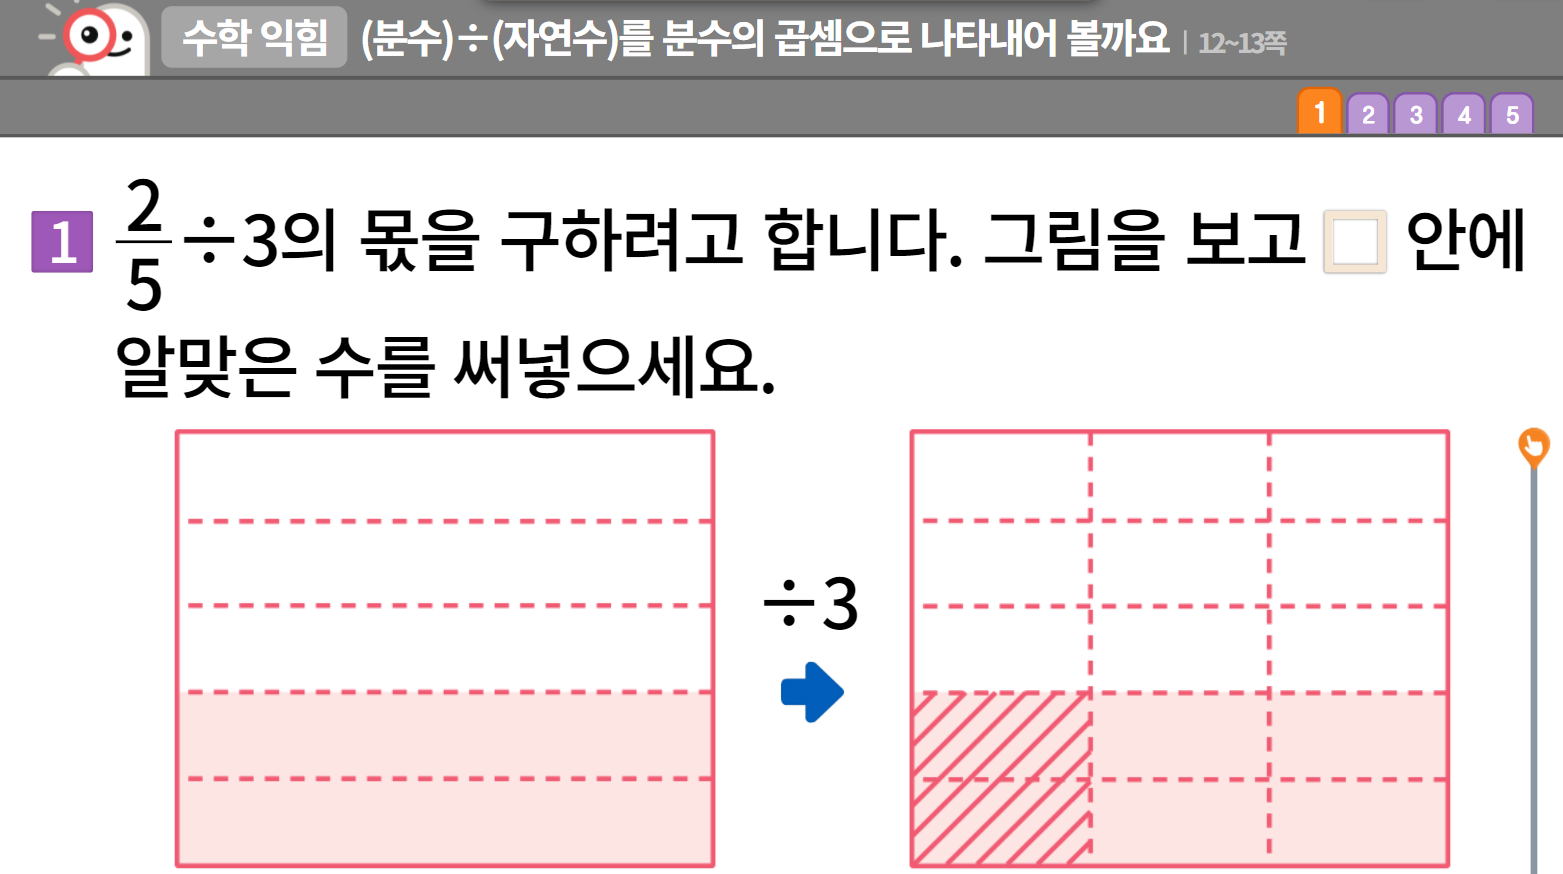 수학 익힘 (분수)÷(자연수)를 분수의 곱셈으로 나타내어 볼까요 | 12~13쪽
1 2 3 4 5
1 2/5÷3의 몫을 구하려고 합니다. 그림을 보고 □ 안에
알맞은 수를 써넣으세요.
÷3